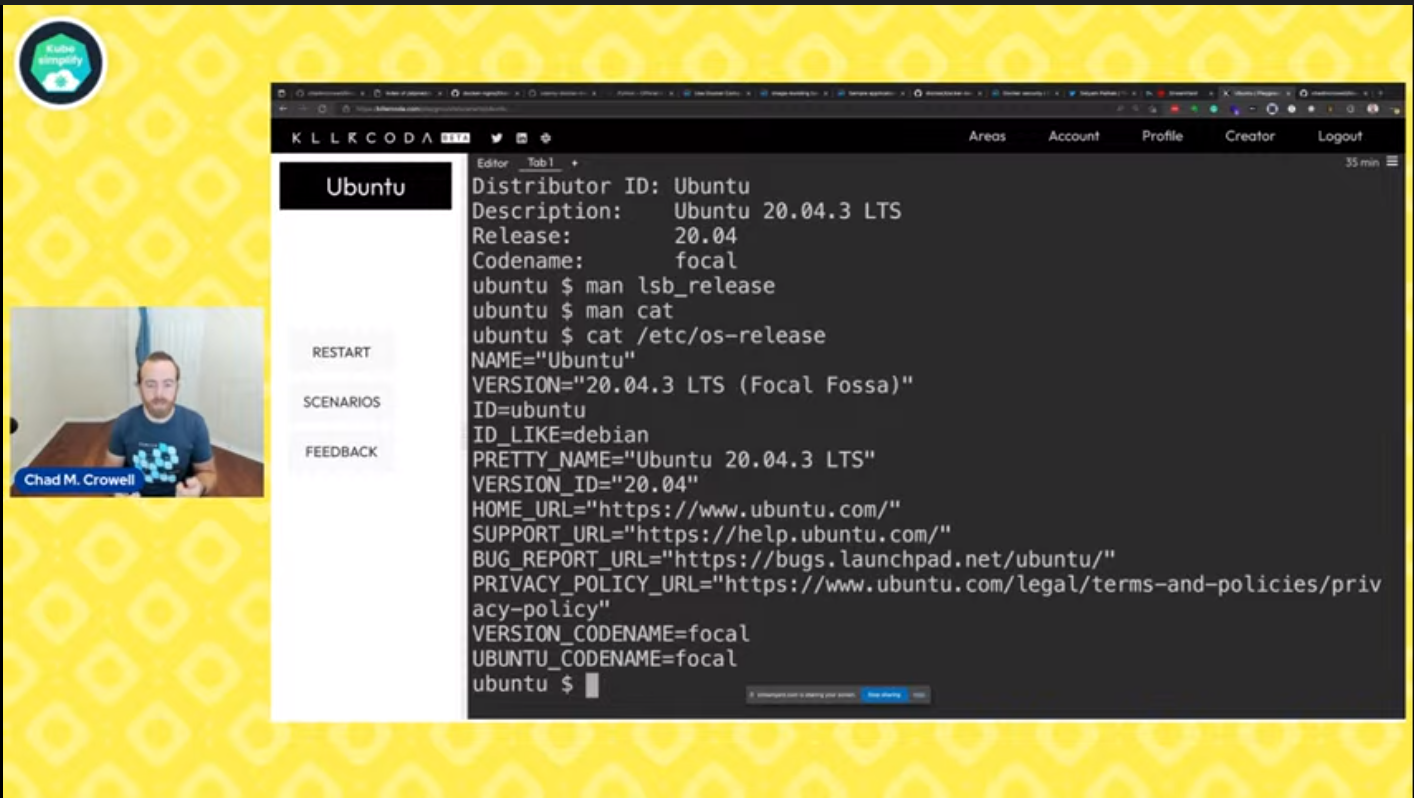 Kube
simplify
KLLRCODA BETA
Areas Account Profile Creator Logout
Ubuntu
Editor Tab 1 +
35 min
RESTART
SCENARIOS
FEEDBACK
Chad M. Crowell
Distributor ID: Ubuntu
Description: Ubuntu 20.04.3 LTS
Release: 20.04
Codename: focal
ubuntu $ man lsb_release
ubuntu $ man cat
ubuntu $ cat /etc/os-release
NAME="Ubuntu"
VERSION="20.04.3 LTS (Focal Fossa)"
ID=ubuntu
ID_LIKE=debian
PRETTY_NAME="Ubuntu 20.04.3 LTS"
VERSION_ID="20.04"
HOME_URL="https://www.ubuntu.com/"
SUPPORT_URL="https://help.ubuntu.com/"
BUG_REPORT_URL="https://bugs.launchpad.net/ubuntu/"
PRIVACY_POLICY_URL="https://www.ubuntu.com/legal/terms-and-policies/priv
acy-policy"
VERSION_CODENAME=focal
UBUNTU_CODENAME=focal
ubuntu $
is sharing your screen. Stop sharing